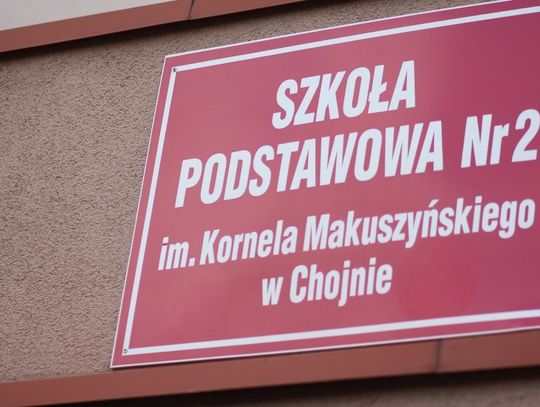 SZKOŁA
PODSTAWOWA Nr 2
im. Kornela Makuszyńskiego
w Chojnie